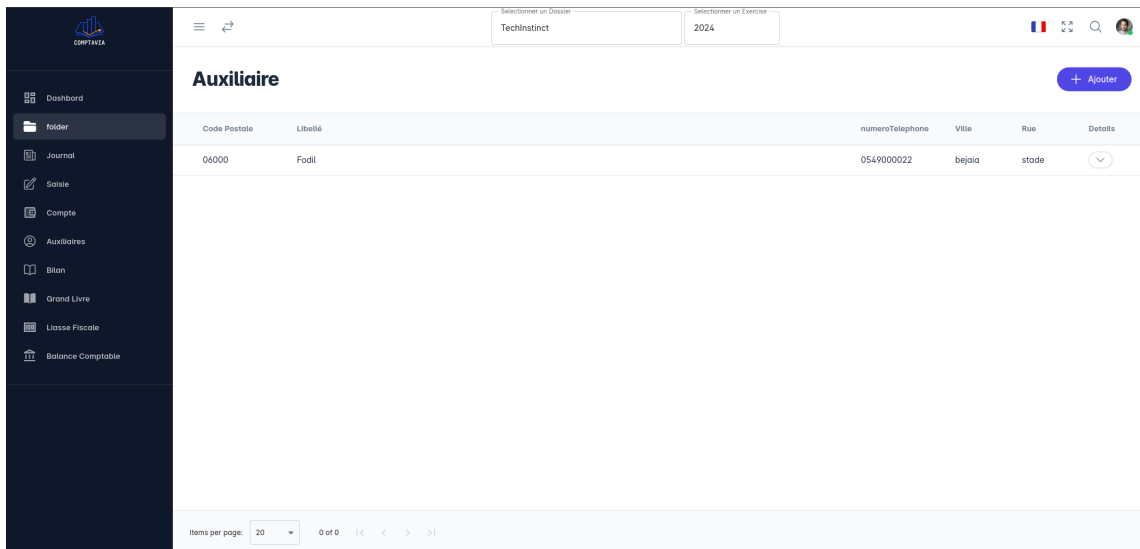 COMPTAVIA
Sélectionner un Dossier
TechInstinct
Sélectionner un Exercise
2024
Dashbord
folder
Journal
Saisie
Compte
Auxiliaires
Bilan
Grand Livre
Liasse Fiscale
Balance Comptable
Auxiliaire
Ajouter
Code Postale Libellé numeroTelephone Ville Rue Details
06000 Fodil 0549000022 bejaia stade
Items per page: 20 0 of 0